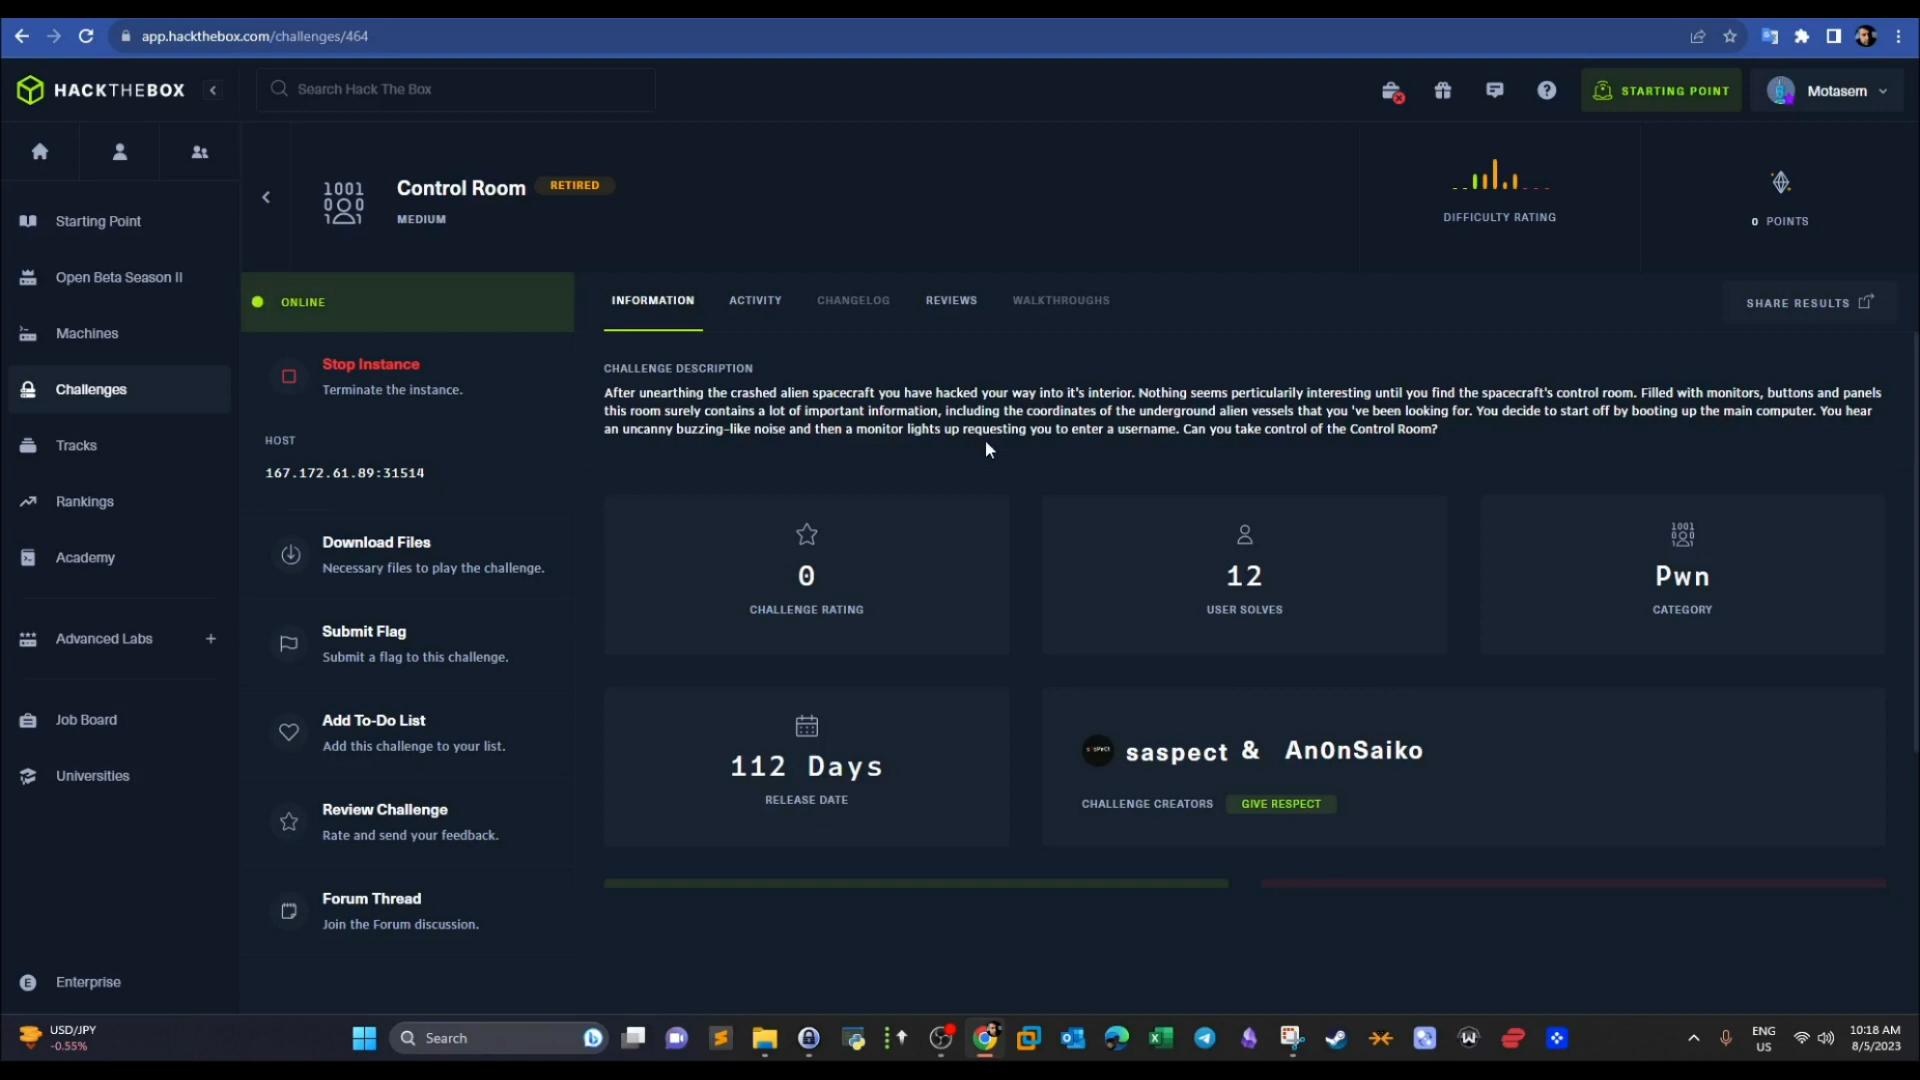 app.hackthebox.com/challenges/464
HACKTHEBOX
Search Hack The Box
STARTING POINT
Motasem
Starting Point
Open Beta Season II
Machines
Challenges
Tracks
Rankings
Academy
Advanced Labs +
Job Board
Universities
Enterprise
1001
Control Room RETIRED
MEDIUM
DIFFICULTY RATING
0 POINTS
ONLINE
Stop Instance
Terminate the instance.
HOST
167.172.61.89:31514
Download Files
Necessary files to play the challenge.
Submit Flag
Submit a flag to this challenge.
Add To-Do List
Add this challenge to your list.
Review Challenge
Rate and send your feedback.
Forum Thread
Join the Forum discussion.
INFORMATION ACTIVITY CHANGELOG REVIEWS WALKTHROUGHS
SHARE RESULTS
CHALLENGE DESCRIPTION
After unearthing the crashed alien spacecraft you have hacked your way into it's interior. Nothing seems perticularily interesting until you find the spacecraft's control room. Filled with monitors, buttons and panels
this room surely contains a lot of important information, including the coordinates of the underground alien vessels that you 've been looking for. You decide to start off by booting up the main computer. You hear
an uncanny buzzing-like noise and then a monitor lights up requesting you to enter a username. Can you take control of the Control Room?
0
CHALLENGE RATING
12
USER SOLVES
1001
Pwn
CATEGORY
112 Days
RELEASE DATE
saspect & An0nSaiko
CHALLENGE CREATORS GIVE RESPECT
USD/JPY
-0.55%
Search
ENG
US
10:18 AM
8/5/2023